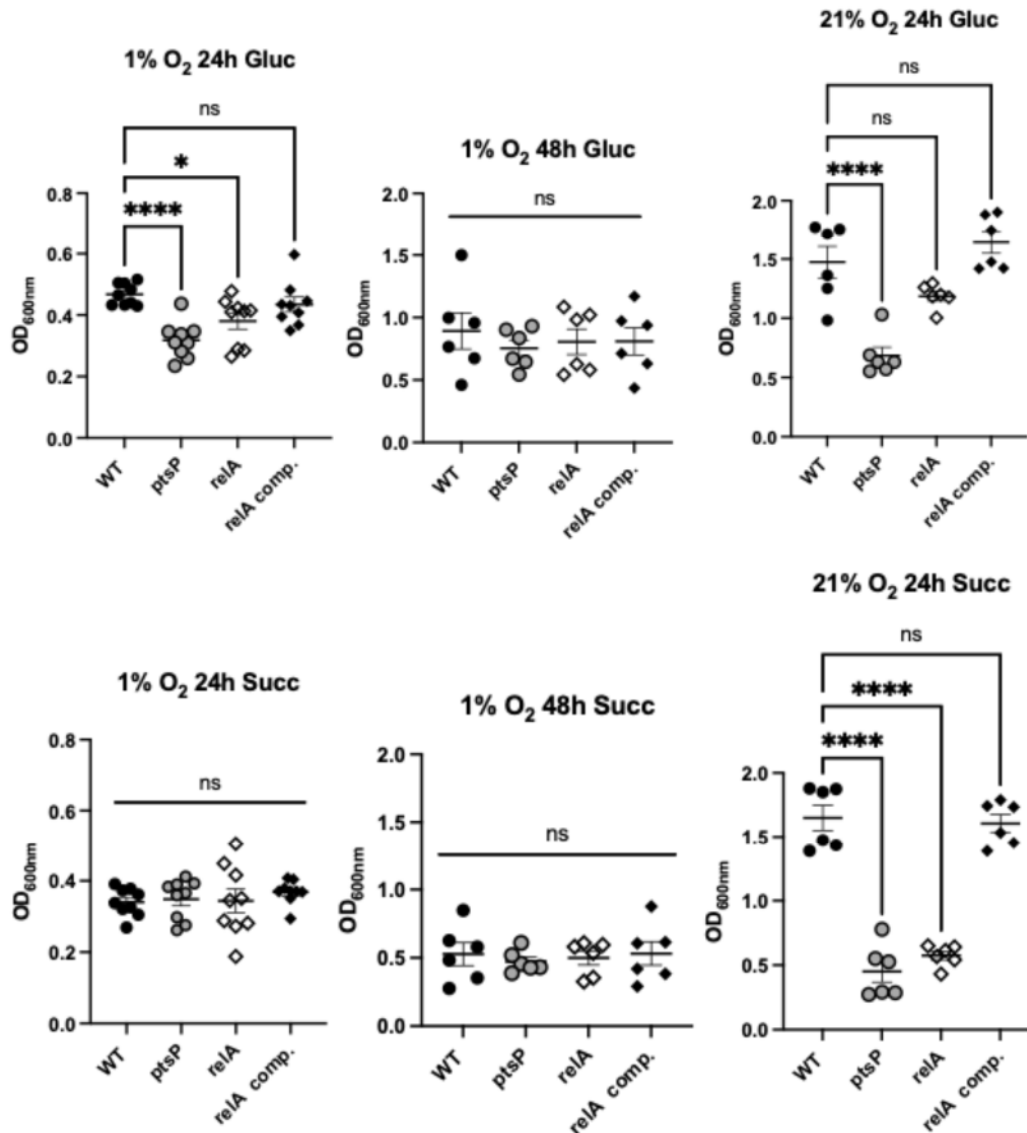 1% O2 24h Gluc
ns
*
****
0.8
0.6
0.4
0.2
0.0
OD600nm
WT
ptsP
relA
relA comp.
1% O2 48h Gluc
ns
2.0
1.5
1.0
0.5
0.0
OD600nm
WT
ptsP
relA
relA comp.
21% O2 24h Gluc
ns
ns
****
2.0
1.5
1.0
0.5
0.0
OD600nm
WT
ptsP
relA
relA comp.
1% O2 24h Succ
ns
0.8
0.6
0.4
0.2
0.0
OD600nm
WT
ptsP
relA
relA comp.
1% O2 48h Succ
ns
2.0
1.5
1.0
0.5
0.0
OD600nm
WT
ptsP
relA
relA comp.
21% O2 24h Succ
ns
****
****
2.0
1.5
1.0
0.5
0.0
OD600nm
WT
ptsP
relA
relA comp.